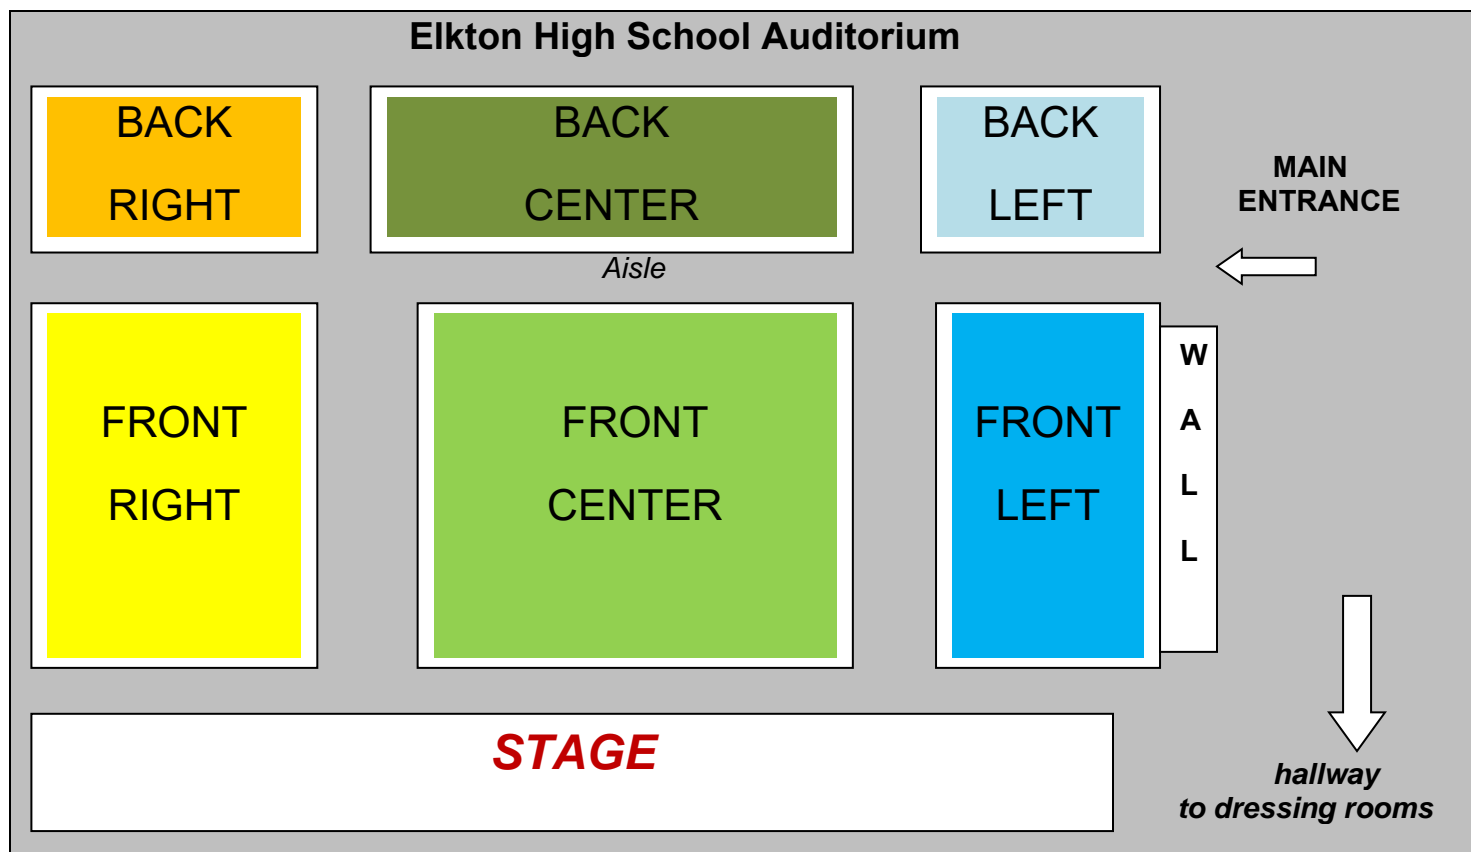 Elkton High School Auditorium
BACK
RIGHT
BACK
CENTER
BACK
LEFT
MAIN
ENTRANCE
Aisle
FRONT
RIGHT
FRONT
CENTER
FRONT
LEFT
W
A
L
L
STAGE
hallway
to dressing rooms